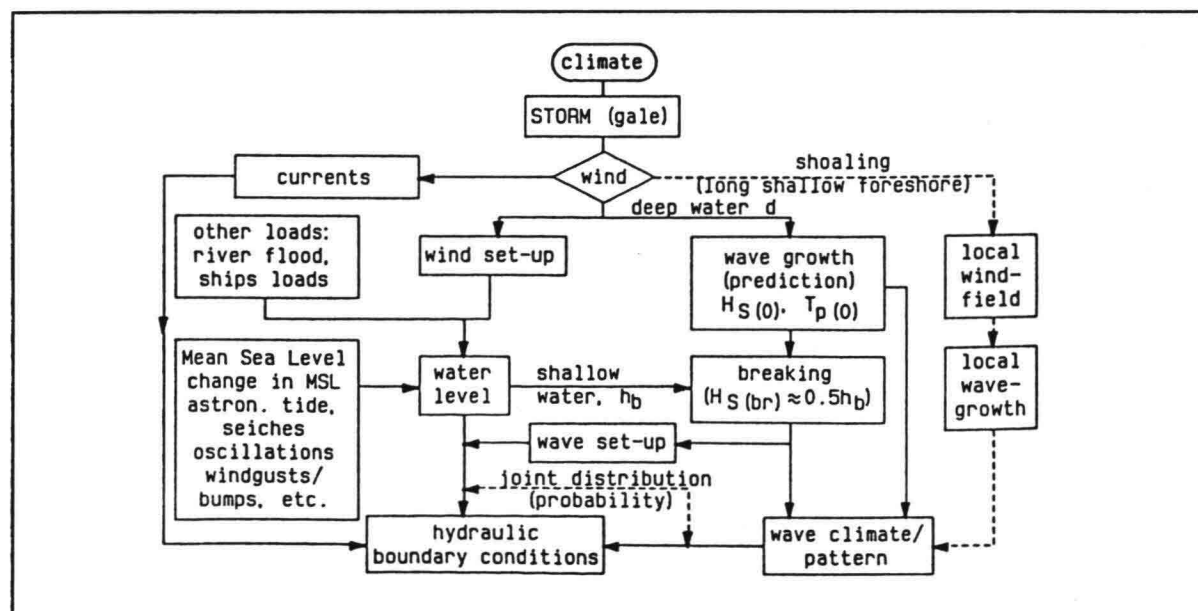 climate
STORM (gale)
wind
currents
shoaling
(long shallow foreshore)
deep water d
other loads:
river flood,
ships loads
wind set-up
wave growth
(prediction)
HS(0). Tp(0)
local
wind-
field
Mean Sea Level
change in MSL
astron. tide,
seiches
oscillations
windgusts/
bumps, etc.
water
level
shallow
water, hb
breaking
(HS(br)≈0.5hb)
local
wave-
growth
wave set-up
joint distribution
(probability)
hydraulic
boundary conditions
wave climate/
pattern